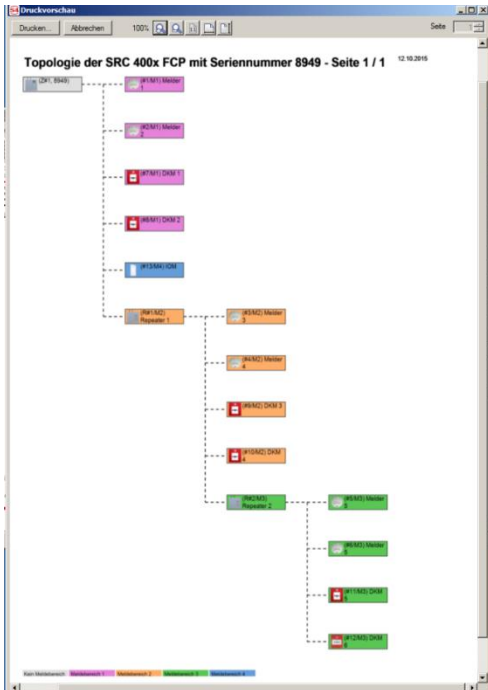 Druckvorschau
Drucken... Abbrechen 100% Seite
Topologie der SRC 400x FCP mit Seriennummer 8949 - Seite 1 / 1 12.10.2015
(Z#1, 8949)
(#1/M1) Melder
1
(#2/M1) Melder
2
(#7/M1) DKM 1
(#8/M1) DKM 2
(#13/M4)
(R#1/M2)
Repeater 1
(#3/M2) Melder
3
(#4/M2) Melder
4
(#9/M2) DKM 3
(#10/M2) DKM
4
(R#2/M3)
Repeater 2
(#5/M3) Melder
(#6/M3) Melder
(#11/M3) DKM
(#12/M3) DKM
6
Kein Meldebereich Meldebereich 1 Meldebereich 2 Meldebereich 3 Meldebereich 4